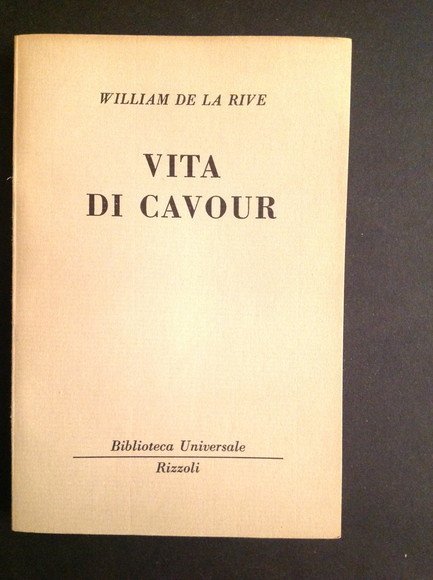 WILLIAM DE LA RIVE
VITA
DI CAVOUR
Biblioteca Universale
Rizzoli